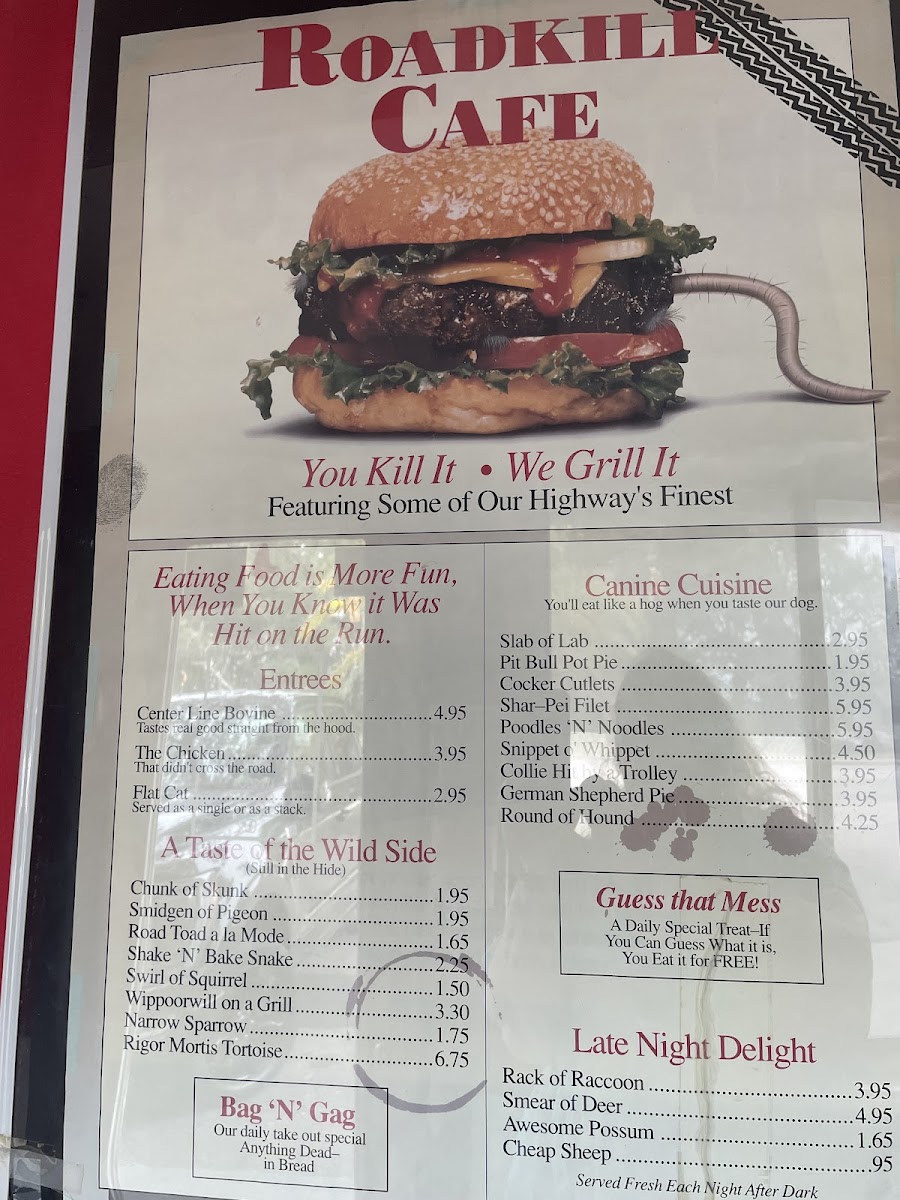 ROADKILL
CAFE
You Kill It • We Grill It
Featuring Some of Our Highway's Finest
Eating Food is More Fun,
When You Know it Was
Hit on the Run.
Entrees
Center Line Bovine ........ 4.95
Tastes real good straight from the hood.
The Chicken ........ 3.95
That didn't cross the road.
Flat Cat ........ 2.95
Served as a single or as a stack.
A Taste of the Wild Side
(Still in the Hide)
Chunk of Skunk ........ 1.95
Smidgen of Pigeon ........ 1.95
Road Toad a la Mode ........ 1.65
Shake 'N' Bake Snake ........ 2.25
Swirl of Squirrel ........ 1.50
Wippoorwill on a Grill ........ 3.30
Narrow Sparrow ........ 1.75
Rigor Mortis Tortoise ........ 6.75
Bag 'N' Gag
Our daily take out special
Anything Dead–
in Bread
Canine Cuisine
You'll eat like a hog when you taste our dog.
Slab of Lab ........ 2.95
Pit Bull Pot Pie ........ 1.95
Cocker Cutlets ........ 3.95
Shar–Pei Filet ........ 5.95
Poodles 'N' Noodles ........ 5.95
Snippet o' Whippet ........ 4.50
Collie Hit by a Trolley ........ 3.95
German Shepherd Pie ........ 3.95
Round of Hound ........ 4.25
Guess that Mess
A Daily Special Treat–If
You Can Guess What it is,
You Eat it for FREE!
Late Night Delight
Rack of Raccoon ........ 3.95
Smear of Deer ........ 4.95
Awesome Possum ........ 1.65
Cheap Sheep ........ .95
Served Fresh Each Night After Dark